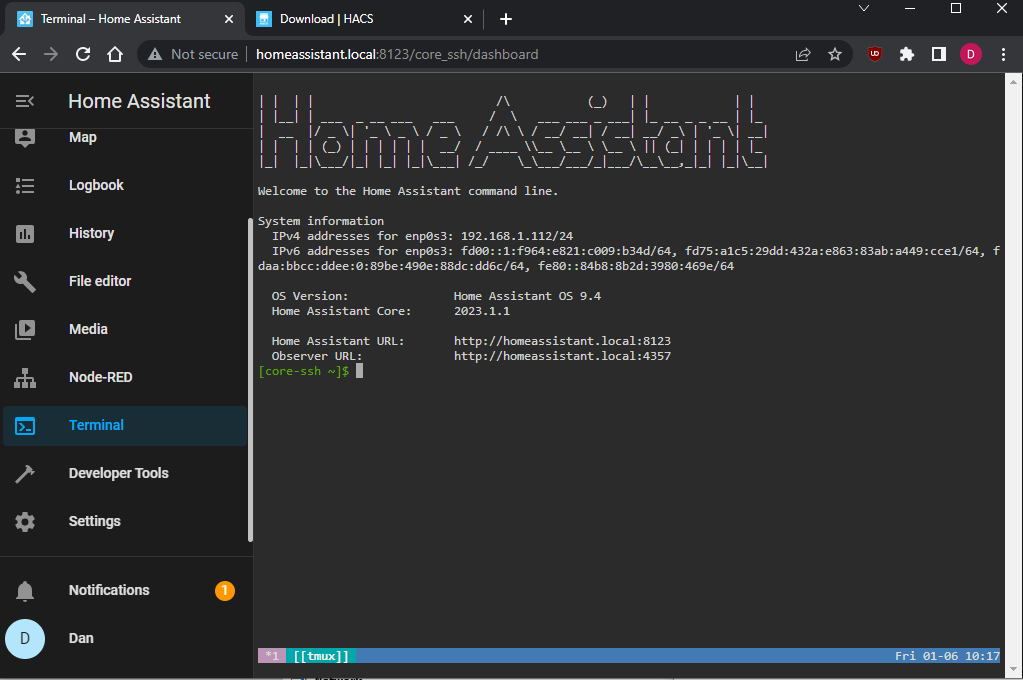 Terminal – Home Assistant
Download | HACS
Not secure
homeassistant.local:8123/core_ssh/dashboard
UD
D
Home Assistant
Map
Logbook
History
File editor
Media
Node-RED
Terminal
Developer Tools
Settings
Notifications
1
D
Dan
Home Assistant
Welcome to the Home Assistant command line.
System information
IPv4 addresses for enp0s3: 192.168.1.112/24
IPv6 addresses for enp0s3: fd00::1:f964:e821:c009:b34d/64, fd75:a1c5:29dd:432a:e863:83ab:a449:cce1/64, f
daa:bbcc:ddee:0:89be:490e:88dc:dd6c/64, fe80::84b8:8b2d:3980:469e/64
OS Version: Home Assistant OS 9.4
Home Assistant Core: 2023.1.1
Home Assistant URL: http://homeassistant.local:8123
Observer URL: http://homeassistant.local:4357
[core-ssh ~]$
*1 [[tmux]] Fri 01-06 10:17